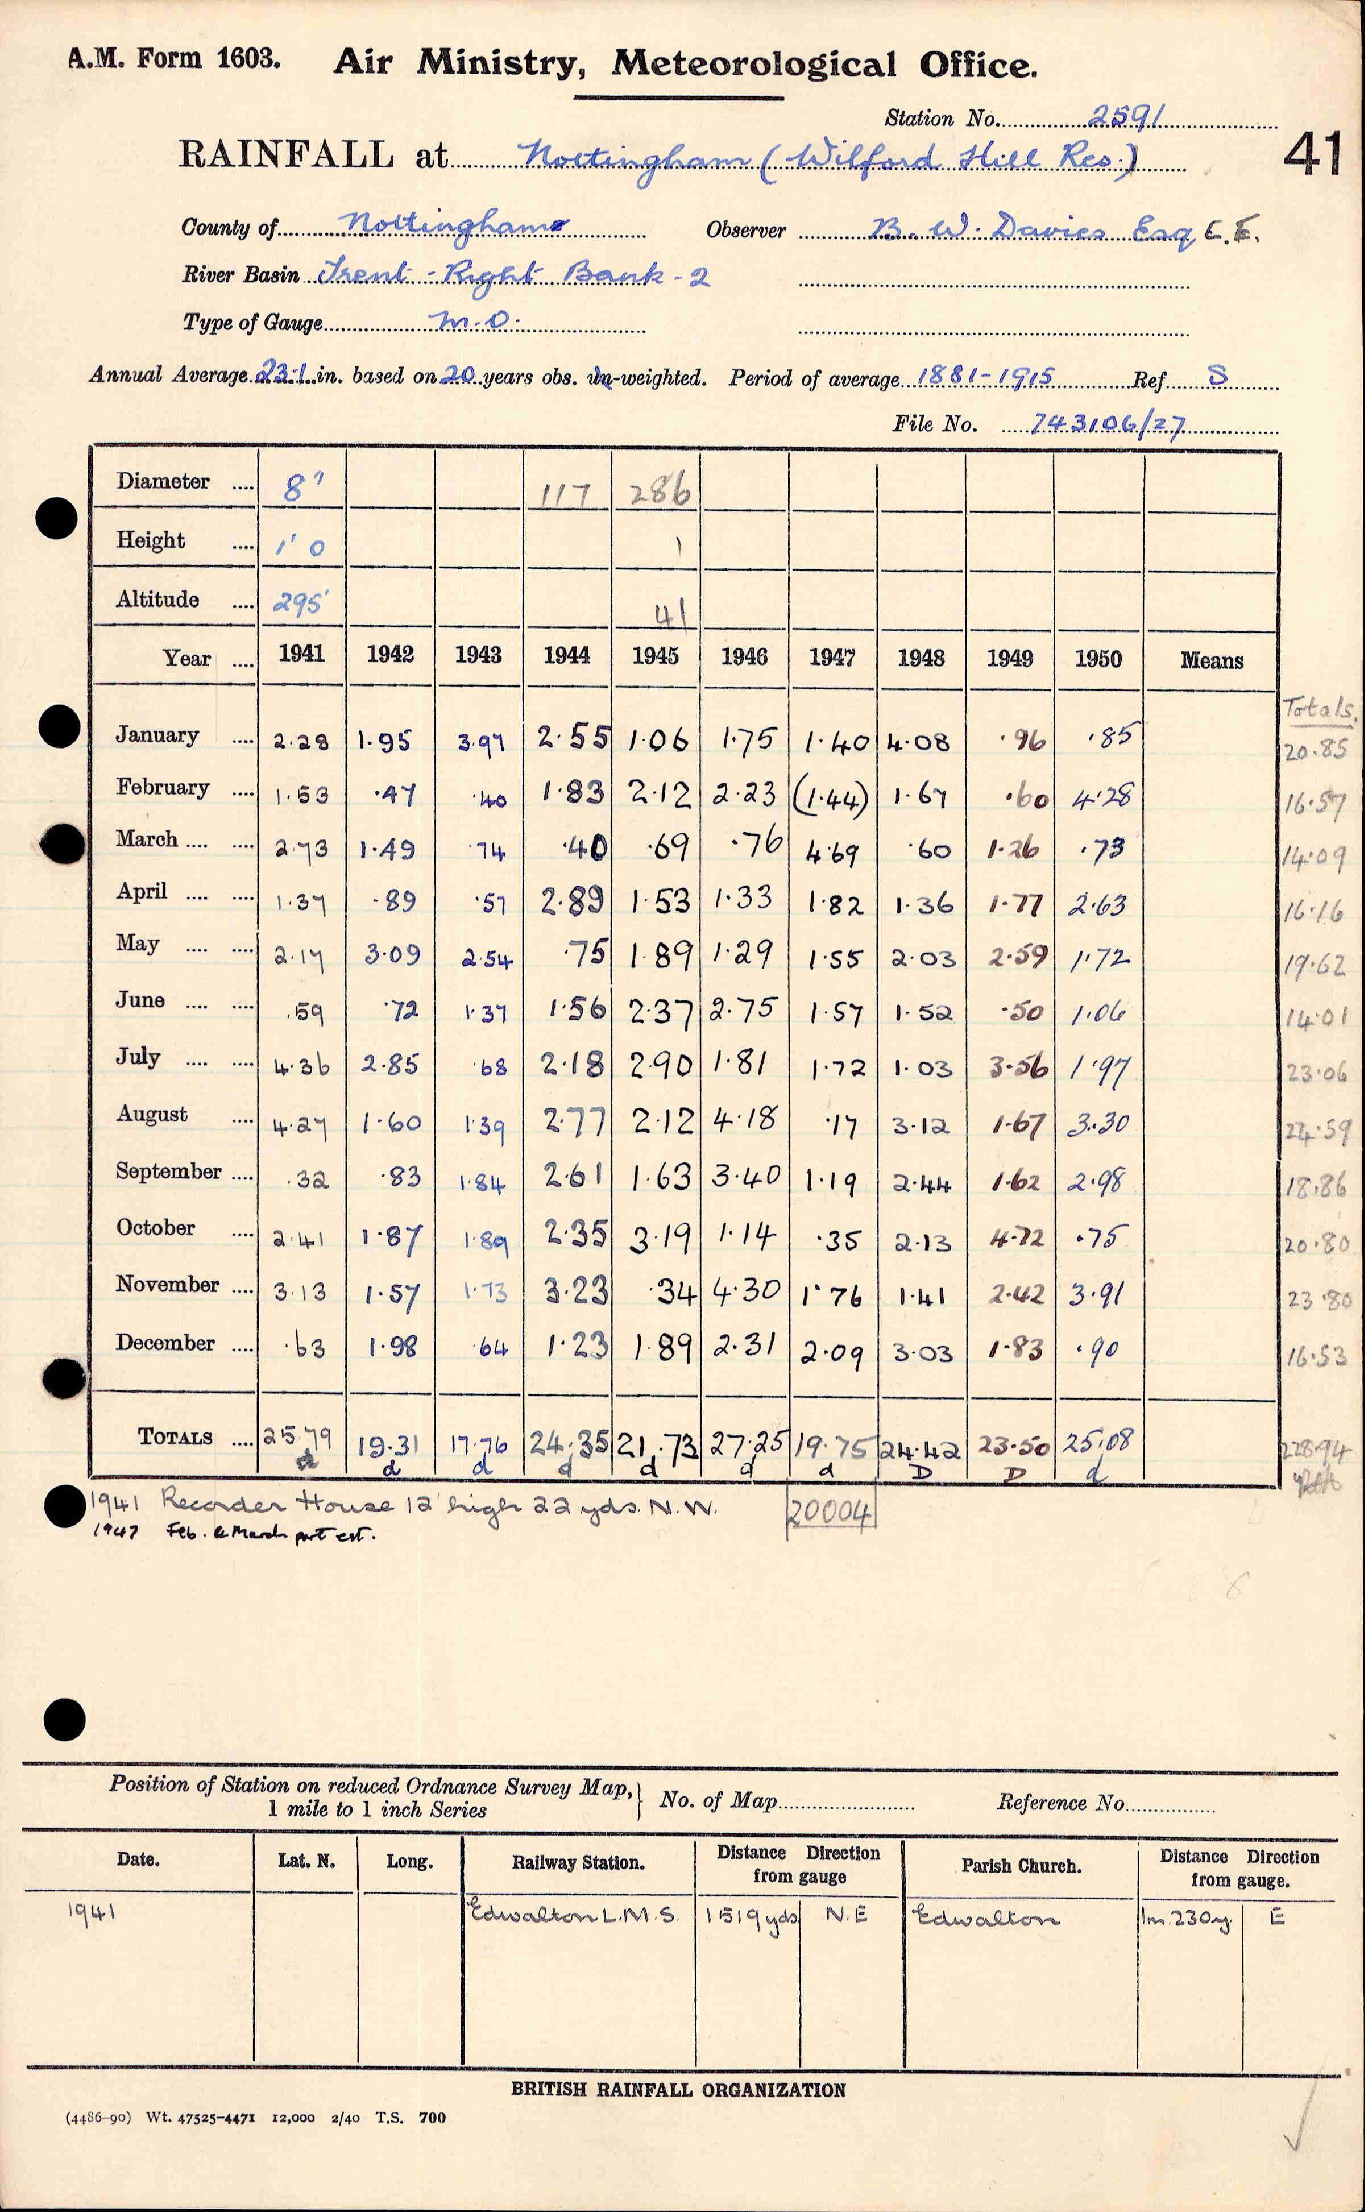 A.M. Form 1603. Air Ministry, Meteorological Office.
Station No. 2591
RAINFALL at Nottingham (Wilford Hill Res.) 41
County of Nottingham Observer B. W. Davies Esq C.E.
River Basin Trent - Right Bank - 2
Type of Gauge M.O.
Annual Average 23.1 in. based on 20 years obs. un-weighted. Period of average 1881-1915 Ref S
File No. 743106/27
Diameter .... 8" 117 286
Height .... 1' 0 1
Altitude .... 295' 41
Year .... 1941 1942 1943 1944 1945 1946 1947 1948 1949 1950 Means
Totals.
January .... 2.28 1.95 3.97 2.55 1.06 1.75 1.40 4.08 .96 .85 20.85
February .... 1.53 .47 .40 1.83 2.12 2.23 (1.44) 1.67 .60 4.28 16.57
March .... .... 2.73 1.49 .74 .40 .69 .76 4.69 .60 1.26 .73 14.09
April .... .... 1.37 .89 .57 2.89 1.53 1.33 1.82 1.36 1.77 2.63 16.16
May .... .... 2.17 3.09 2.54 .75 1.89 1.29 1.55 2.03 2.59 1.72 19.62
June .... .... .59 .72 1.37 1.56 2.37 2.75 1.57 1.52 .50 1.06 14.01
July .... .... 4.36 2.85 .68 2.18 2.90 1.81 1.72 1.03 3.56 1.97 23.06
August .... 4.27 1.60 1.39 2.77 2.12 4.18 .17 3.12 1.67 3.30 24.59
September .... .32 .83 1.84 2.61 1.63 3.40 1.19 2.44 1.62 2.98 18.86
October .... 2.41 1.87 1.89 2.35 3.19 1.14 .35 2.13 4.72 .75 20.80
November .... 3.13 1.57 1.73 3.23 .34 4.30 1.76 1.41 2.42 3.91 23.80
December .... .63 1.98 .64 1.23 1.89 2.31 2.09 3.03 1.83 .90 16.53
TOTALS .... 25.79 19.31 17.76 24.35 21.73 27.25 19.75 24.42 23.50 25.08 228.94
d d d d d d d D D d
1941 Recorder House 12' high 22 yds. N.W. 20004
1947 Feb. & March part est.
Position of Station on reduced Ordnance Survey Map,} No. of Map Reference No.
1 mile to 1 inch Series
Date. Lat. N. Long. Railway Station. Distance Direction from gauge Parish Church. Distance Direction from gauge.
1941 Edwalton L.M.S. 1519 yds N.E Edwalton 1m. 230y. E
BRITISH RAINFALL ORGANIZATION
(4486-90) Wt. 47525-4471 12,000 2/40 T.S. 700